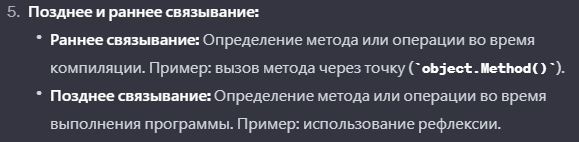 5. Позднее и раннее связывание:
• Раннее связывание: Определение метода или операции во время
компиляции. Пример: вызов метода через точку (`object.Method()`).
• Позднее связывание: Определение метода или операции во время
выполнения программы. Пример: использование рефлексии.